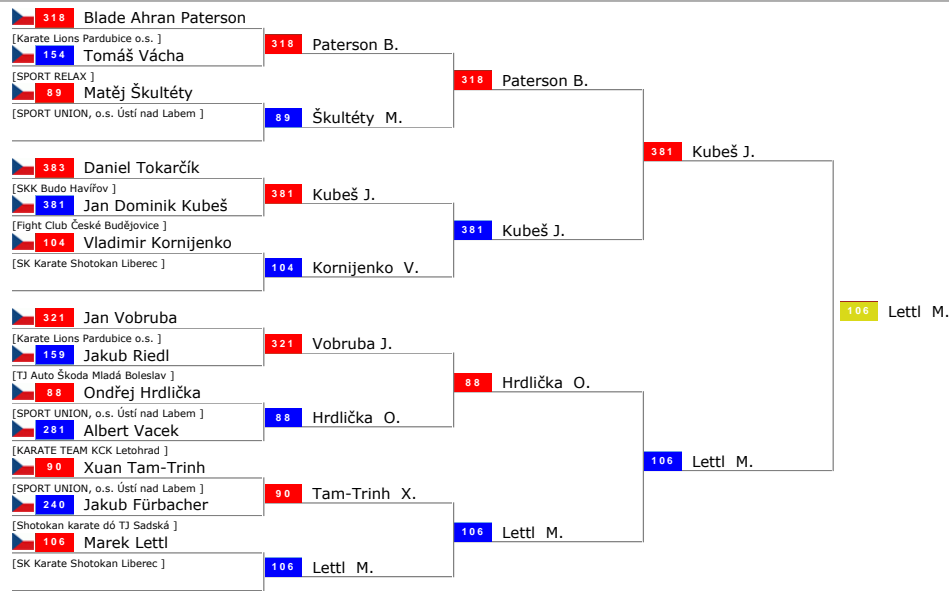 318 Blade Ahran Paterson
[Karate Lions Pardubice o.s. ]
154 Tomáš Vácha
[SPORT RELAX ]
89 Matěj Škultéty
[SPORT UNION, o.s. Ústí nad Labem ]
383 Daniel Tokarčík
[SKK Budo Havířov ]
381 Jan Dominik Kubeš
[Fight Club České Budějovice ]
104 Vladimir Kornijenko
[SK Karate Shotokan Liberec ]
321 Jan Vobruba
[Karate Lions Pardubice o.s. ]
159 Jakub Riedl
[TJ Auto Škoda Mladá Boleslav ]
88 Ondřej Hrdlička
[SPORT UNION, o.s. Ústí nad Labem ]
281 Albert Vacek
[KARATE TEAM KCK Letohrad ]
90 Xuan Tam-Trinh
[SPORT UNION, o.s. Ústí nad Labem ]
240 Jakub Fürbacher
[Shotokan karate dó TJ Sadská ]
106 Marek Lettl
[SK Karate Shotokan Liberec ]
318 Paterson B.
89 Škultéty M.
381 Kubeš J.
104 Kornijenko V.
321 Vobruba J.
88 Hrdlička O.
90 Tam-Trinh X.
106 Lettl M.
318 Paterson B.
381 Kubeš J.
88 Hrdlička O.
106 Lettl M.
381 Kubeš J.
106 Lettl M.
106 Lettl M.